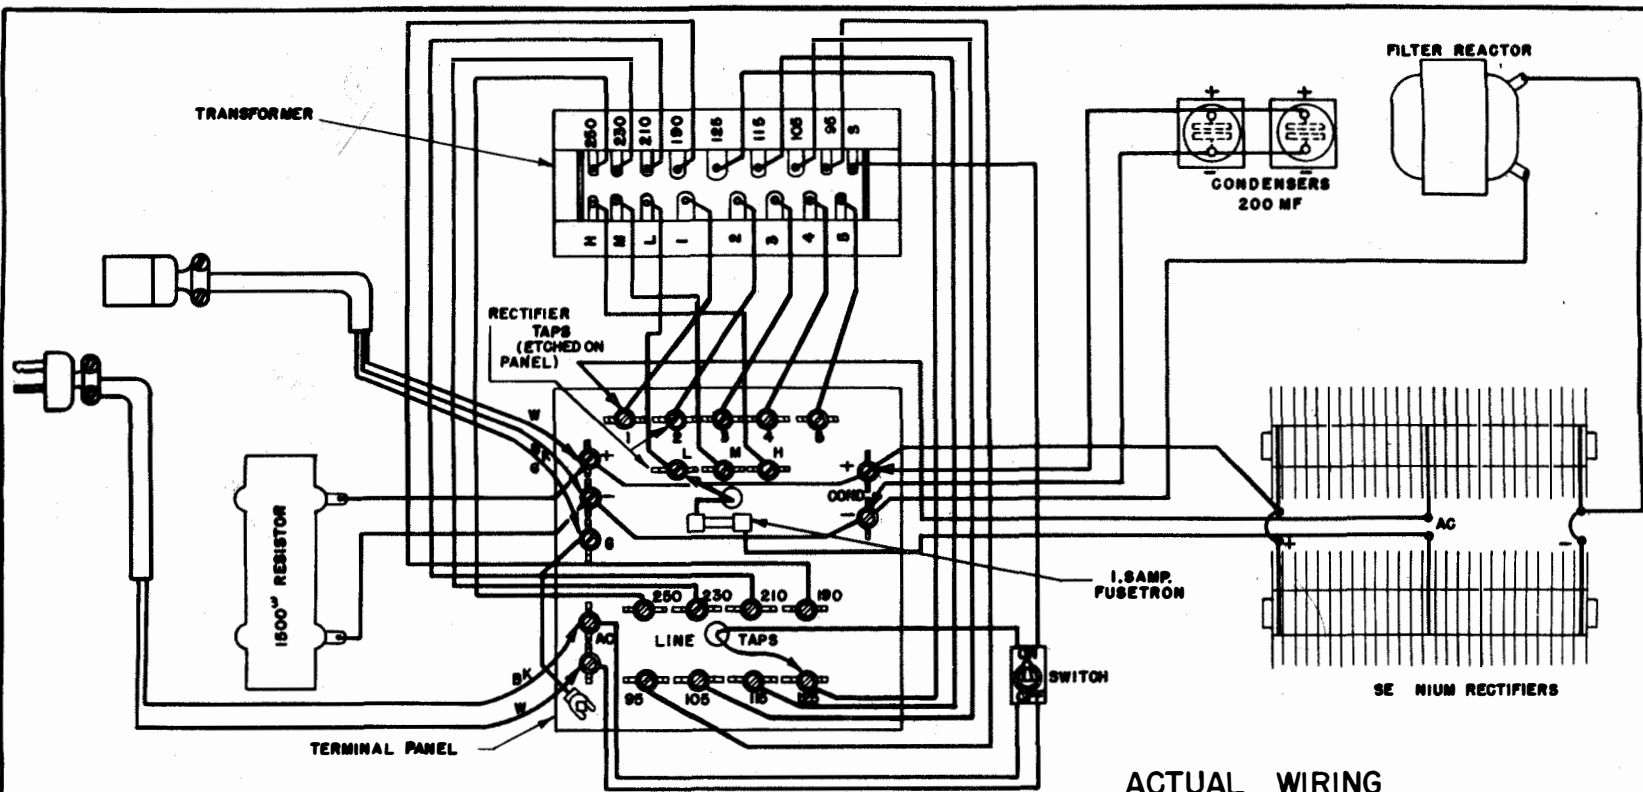 FILTER REACTOR
TRANSFORMER
250 230 210 190 125 115 105 95 S
H M L 1 2 3 4 5
+ +
- -
CONDENSERS
200 MF
RECTIFIER
TAPS
(ETCHED ON
PANEL)
1 2 3 4 5
L M H
W
BK
G
+
-
G
+
COND
-
1500ω RESISTOR
AC
+ -
1.5AMP.
FUSETRON
250 230 210 190
AC
LINE TAPS
95 105 115 125
BK
W
ON
SWITCH
SE NIUM RECTIFIERS
TERMINAL PANEL
ACTUAL WIRING